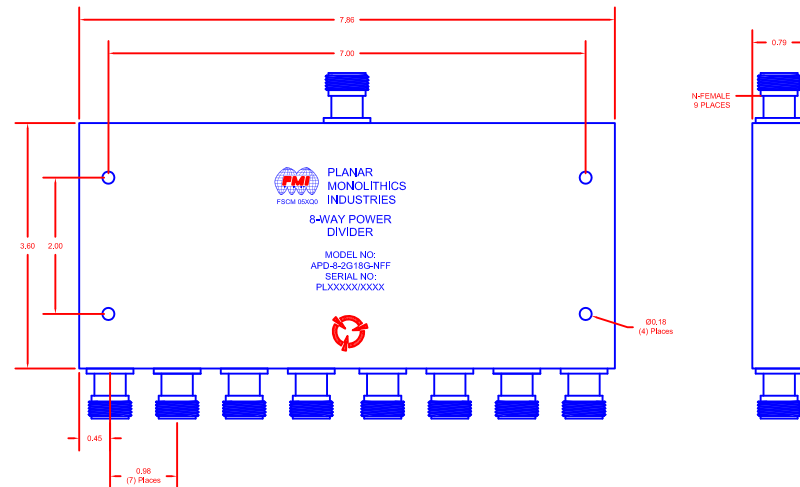 7.86
7.00
0.79
N-FEMALE
9 PLACES
PMI
FSCM 05XQ0
PLANAR
MONOLITHICS
INDUSTRIES
8-WAY POWER
DIVIDER
3.60
2.00
MODEL NO:
APD-8-2G18G-NFF
SERIAL NO:
PLXXXXX/XXXX
Ø0.18
(4) Places
0.45
0.98
(7) Places